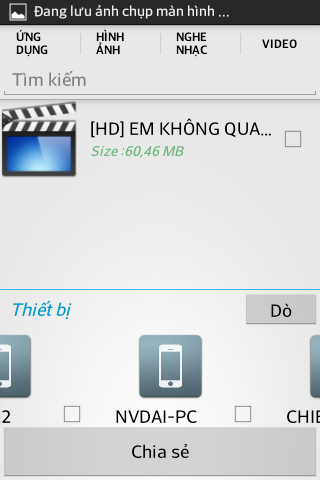 Đang lưu ảnh chụp màn hình ...
ỨNG DỤNG
HÌNH ẢNH
NGHE NHẠC
VIDEO
Tìm kiếm
[HD] EM KHÔNG QUA...
Size :60,46 MB
Thiết bị
Dò
2
NVDAI-PC
CHIE
Chia sẻ